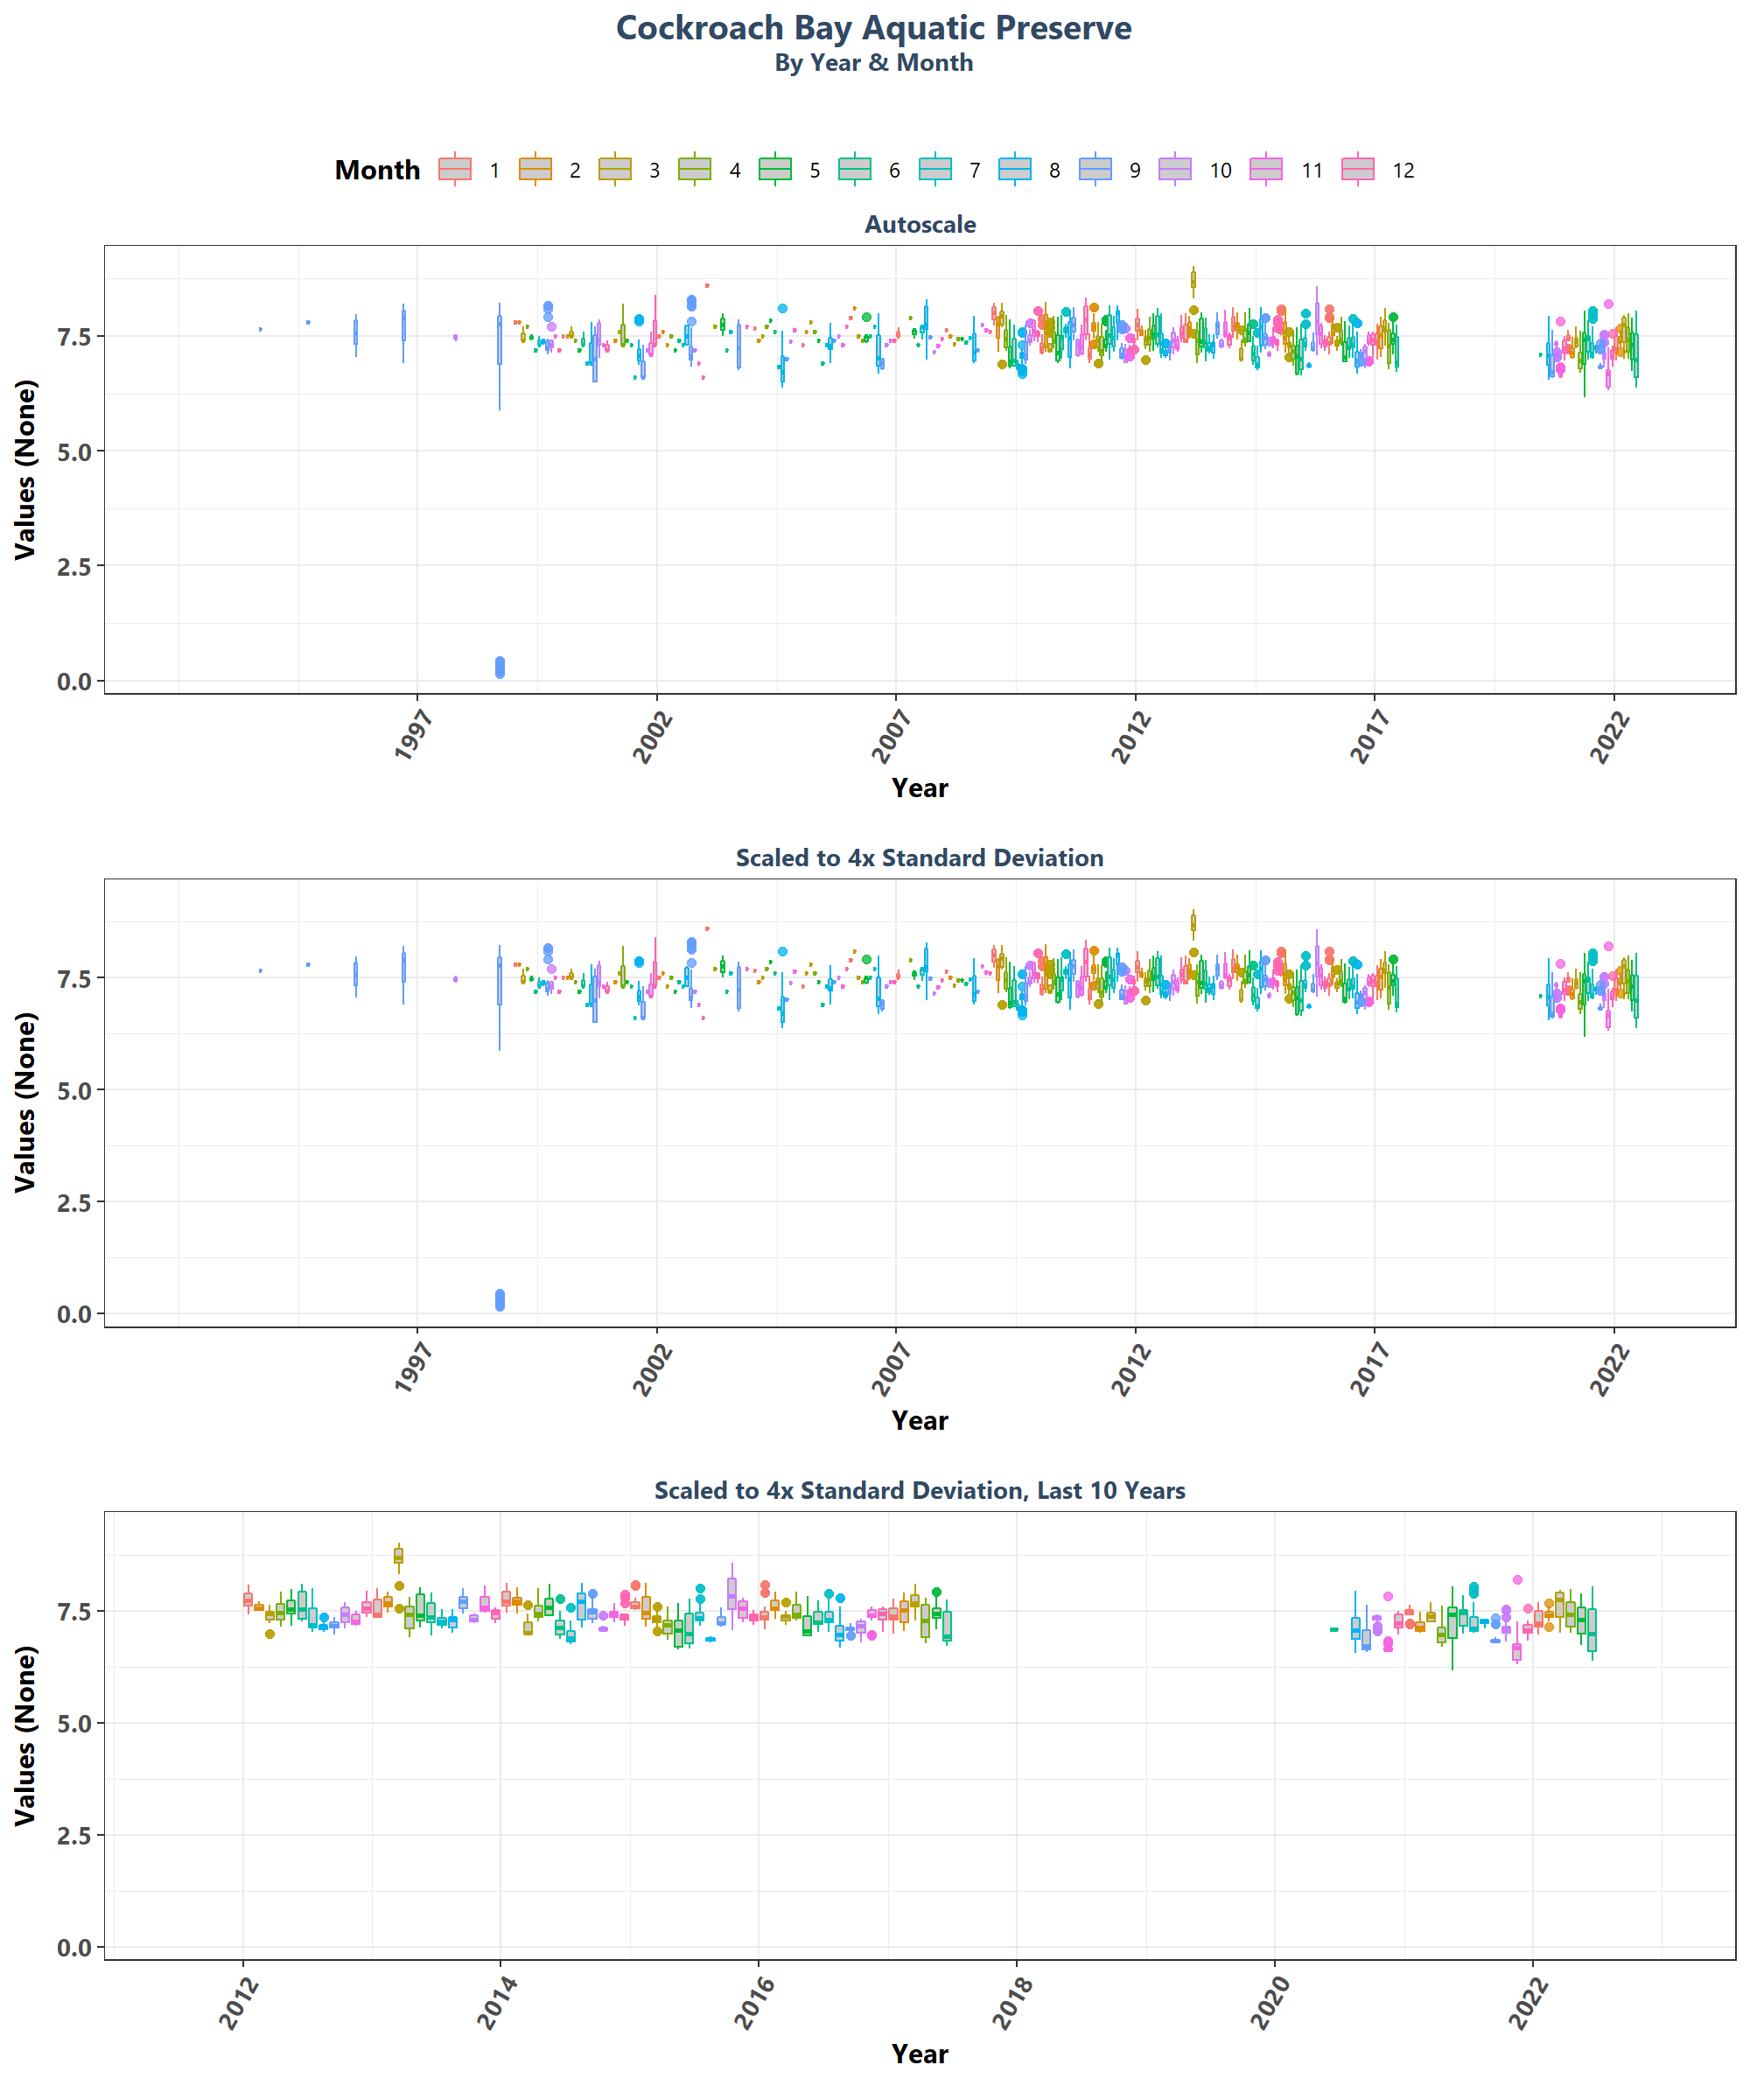 Cockroach Bay Aquatic Preserve
By Year & Month
Month 1 2 3 4 5 6 7 8 9 10 11 12
Autoscale
Values (None)
7.5
5.0
2.5
0.0
1997 2002 2007 2012 2017 2022
Year
Scaled to 4x Standard Deviation
Values (None)
7.5
5.0
2.5
0.0
1997 2002 2007 2012 2017 2022
Year
Scaled to 4x Standard Deviation, Last 10 Years
Values (None)
7.5
5.0
2.5
0.0
2012 2014 2016 2018 2020 2022
Year